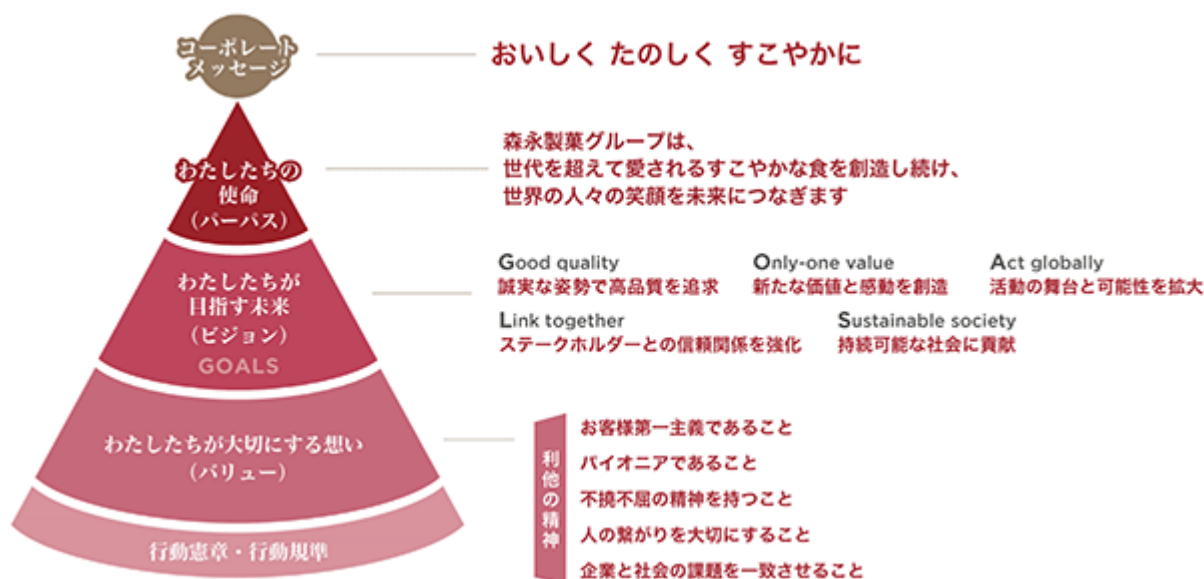 コーポレート
メッセージ
おいしく たのしく すこやかに
わたしたちの
使命
（パーパス）
森永製菓グループは、
世代を超えて愛されるすこやかな食を創造し続け、
世界の人々の笑顔を未来につなぎます
わたしたちが
目指す未来
（ビジョン）
GOALS
Good quality
誠実な姿勢で高品質を追求
Only-one value
新たな価値と感動を創造
Act globally
活動の舞台と可能性を拡大
Link together
ステークホルダーとの信頼関係を強化
Sustainable society
持続可能な社会に貢献
わたしたちが大切にする想い
（バリュー）
利他の精神
お客様第一主義であること
パイオニアであること
不撓不屈の精神を持つこと
人の繋がりを大切にすること
企業と社会の課題を一致させること
行動憲章・行動規準